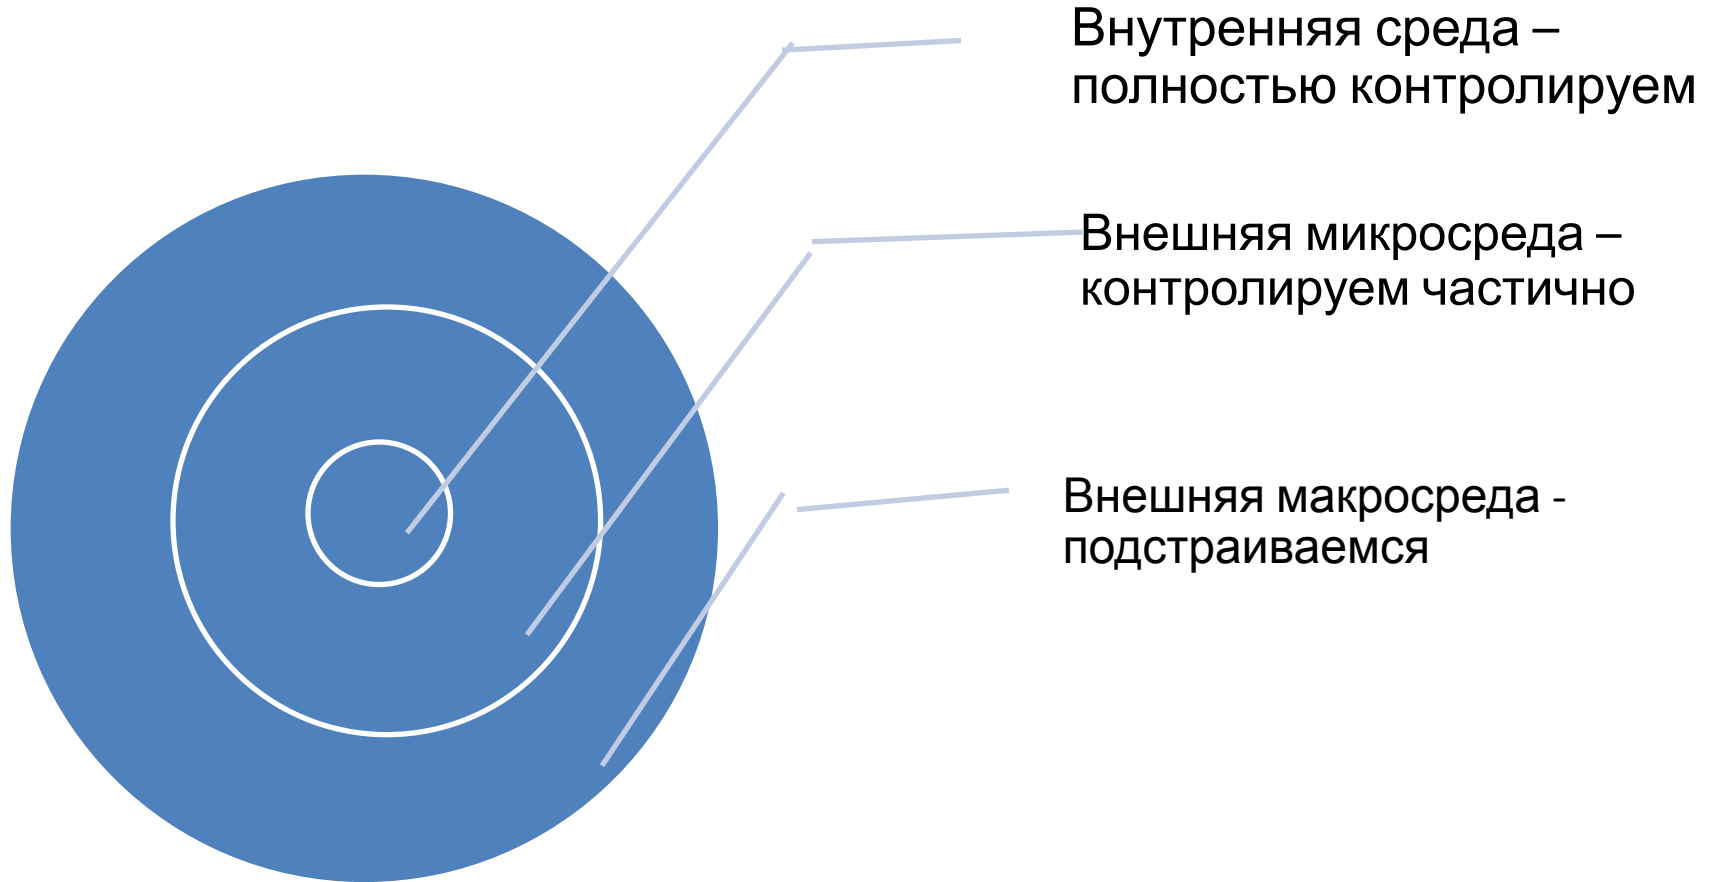 Внутренняя среда –
полностью контролируем
Внешняя микросреда –
контролируем частично
Внешняя макросреда -
подстраиваемся